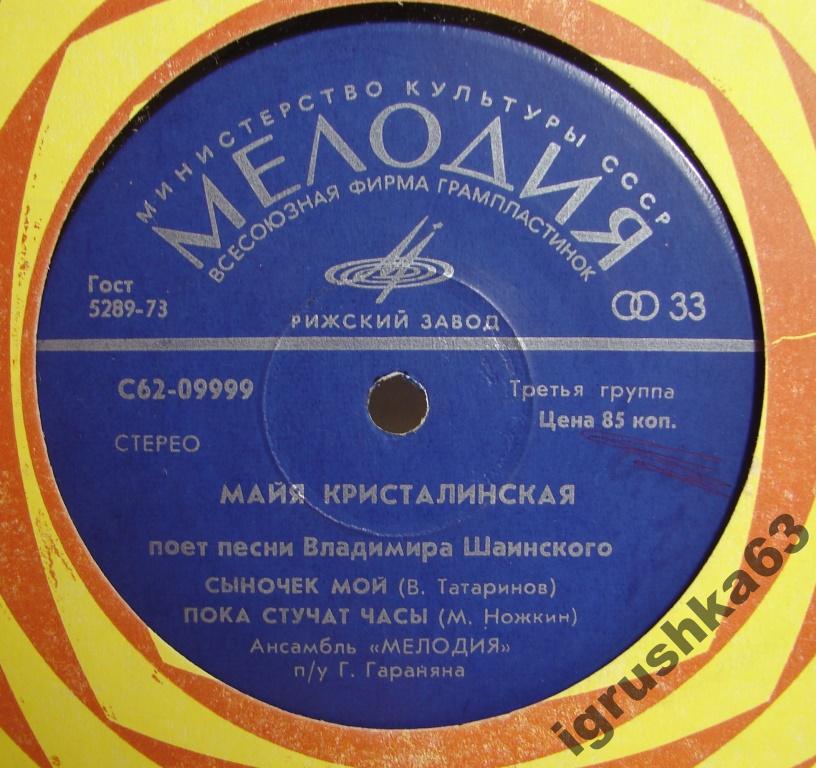 МИНИСТЕРСТВО КУЛЬТУРЫ СССР
МЕЛОДИЯ
ВСЕСОЮЗНАЯ ФИРМА ГРАМПЛАСТИНОК
Гост
5289-73
33
РИЖСКИЙ ЗАВОД
С62-09999
Третья группа
Цена 85 коп.
СТЕРЕО
МАЙЯ КРИСТАЛИНСКАЯ
поет песни Владимира Шаинского
СЫНОЧЕК МОЙ (В. Татаринов)
ПОКА СТУЧАТ ЧАСЫ (М. Ножкин)
Ансамбль «МЕЛОДИЯ»
п/у Г. Гараняна
igrushka63